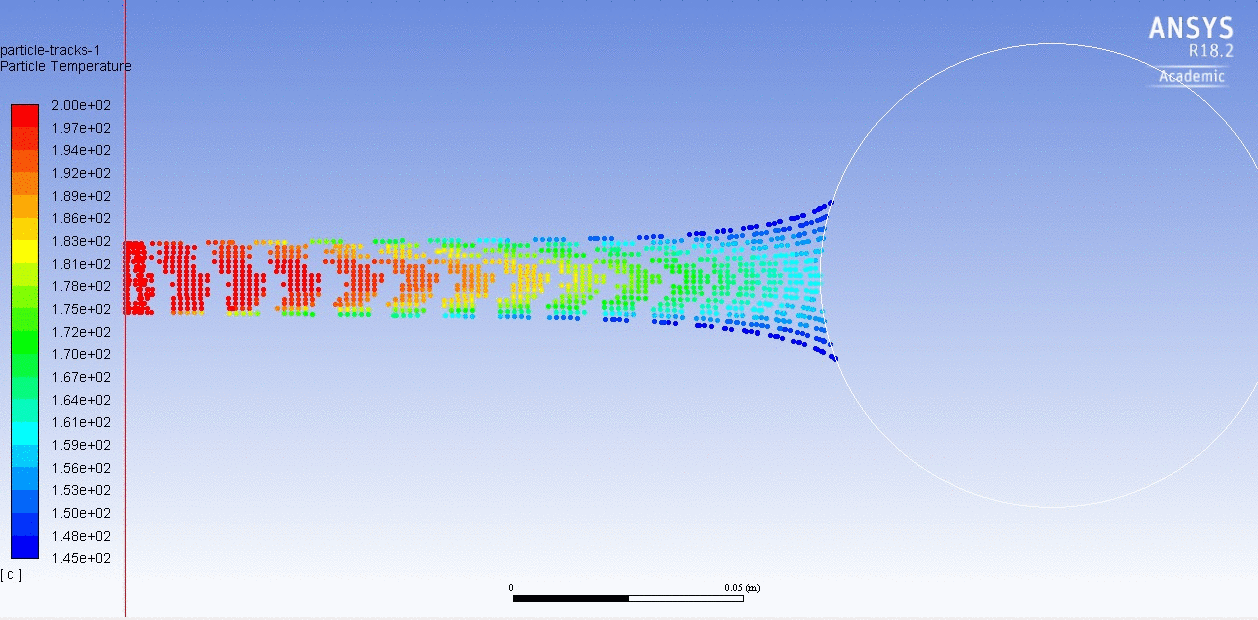 ANSYS
R18.2
Academic
particle-tracks-1
Particle Temperature
2.00e+02
1.97e+02
1.94e+02
1.92e+02
1.89e+02
1.86e+02
1.83e+02
1.81e+02
1.78e+02
1.75e+02
1.72e+02
1.70e+02
1.67e+02
1.64e+02
1.61e+02
1.59e+02
1.56e+02
1.53e+02
1.50e+02
1.48e+02
1.45e+02
[ C ]
0 0.05 (m)